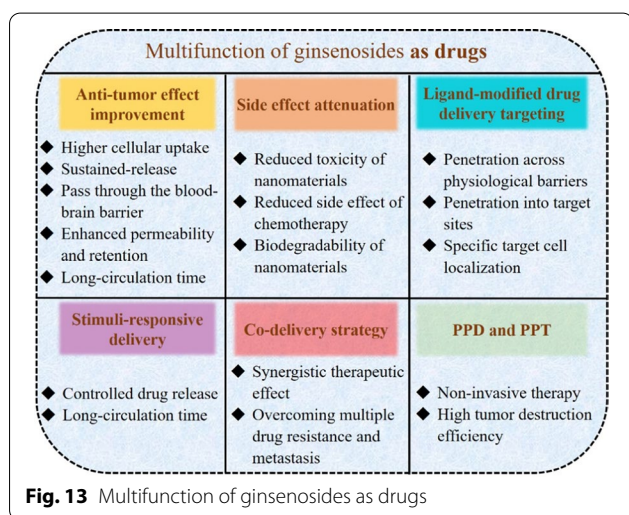 Multifunction of ginsenosides as drugs
Anti-tumor effect
improvement
◆ Higher cellular uptake
◆ Sustained-release
◆ Pass through the blood-
brain barrier
◆ Enhanced permeability
and retention
◆ Long-circulation time
Side effect attenuation
◆ Reduced toxicity of
nanomaterials
◆ Reduced side effect of
chemotherapy
◆ Biodegradability of
nanomaterials
Ligand-modified drug
delivery targeting
◆ Penetration across
physiological barriers
◆ Penetration into target
sites
◆ Specific target cell
localization
Stimuli-responsive
delivery
◆ Controlled drug release
◆ Long-circulation time
Co-delivery strategy
◆ Synergistic therapeutic
effect
◆ Overcoming multiple
drug resistance and
metastasis
PPD and PPT
◆ Non-invasive therapy
◆ High tumor destruction
efficiency
Fig. 13 Multifunction of ginsenosides as drugs